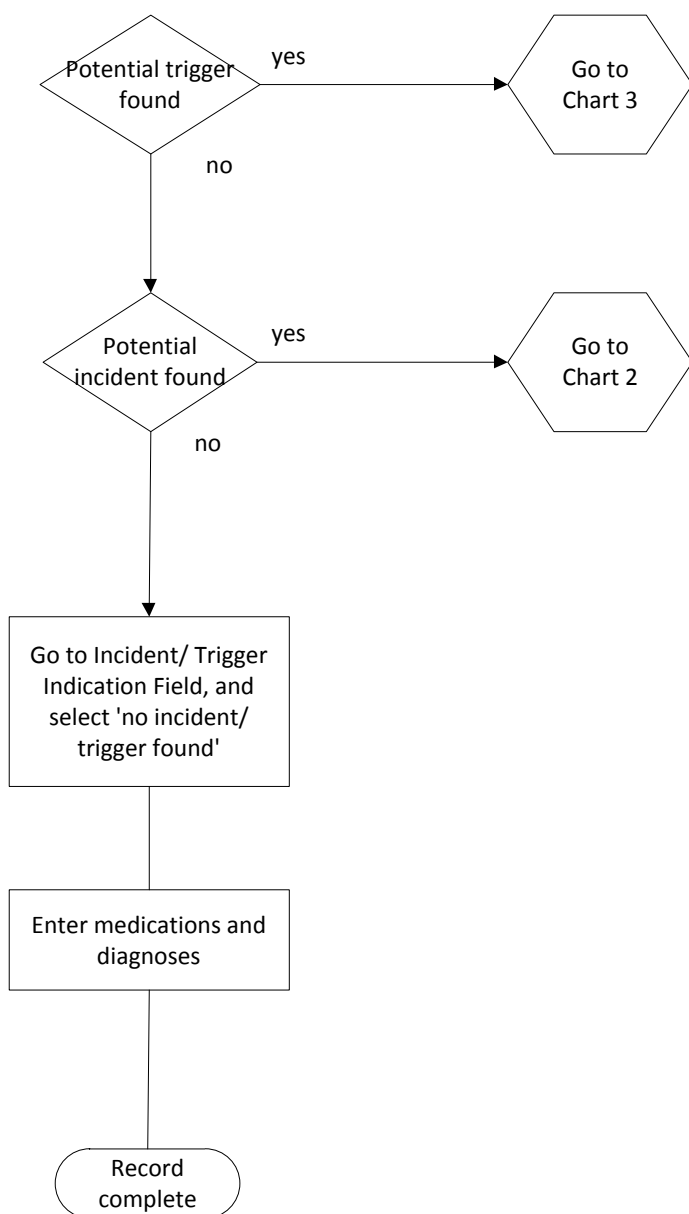 Potential trigger
found
yes
Go to
Chart 3
no
Potential
incident found
yes
Go to
Chart 2
no
Go to Incident/ Trigger
Indication Field, and
select 'no incident/
trigger found'
Enter medications and
diagnoses
Record
complete